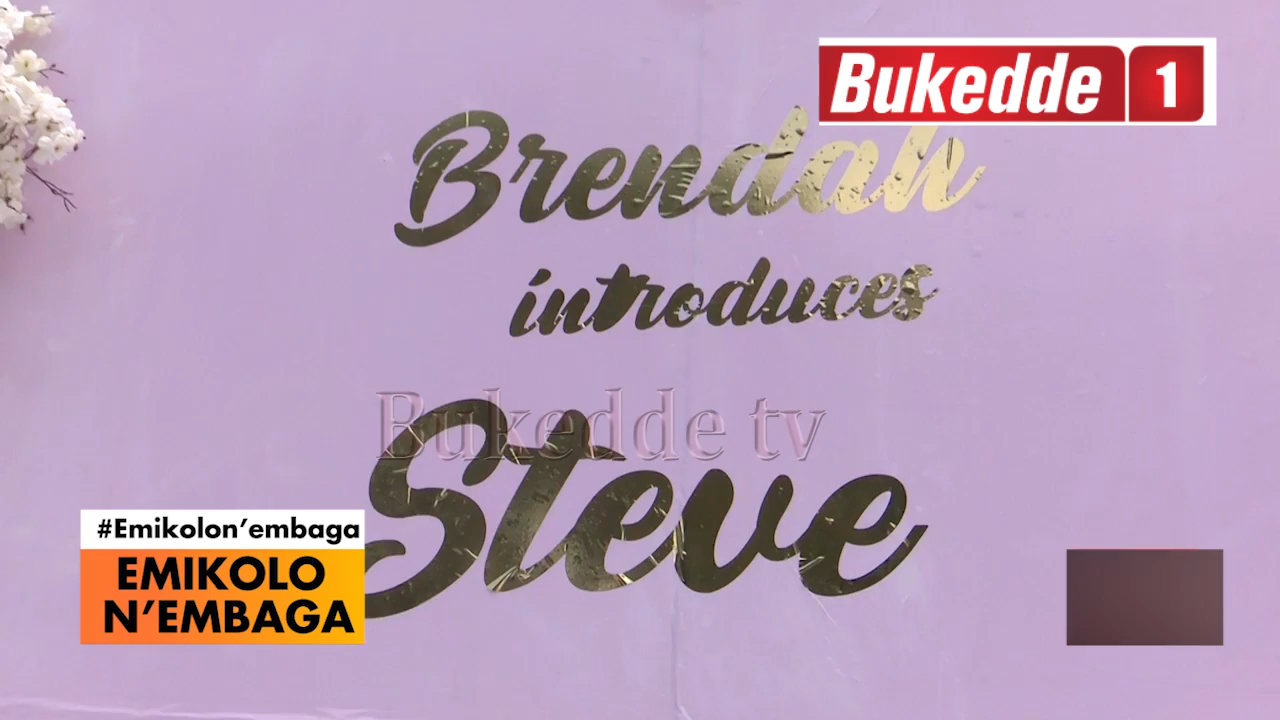 Bukedde 1
Brendah
introduces
Bukedde tv
Steve
#Emikolon'embaga
EMIKOLO
N'EMBAGA